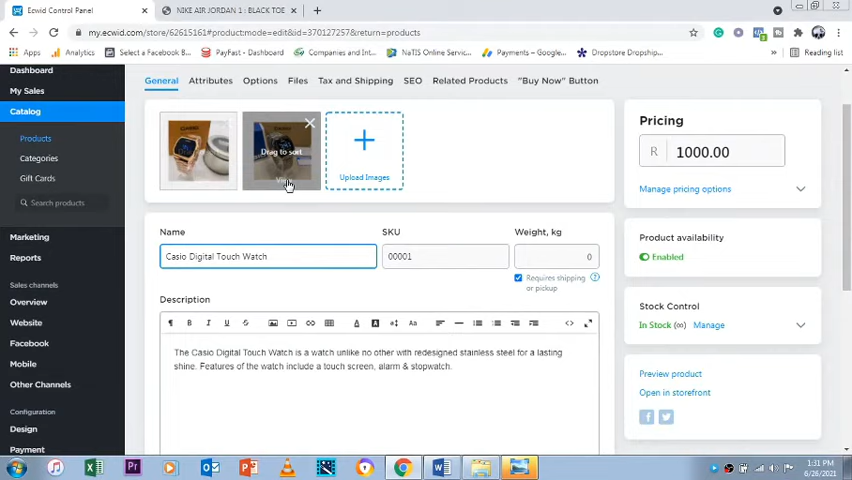 Ecwid Control Panel
NIKE AIR JORDAN 1 : BLACK TOE
my.ecwid.com/store/62615161#product:mode=edit&id=370127257&return=products
Apps
Analytics
Select a Facebook B...
PayFast - Dashboard
Companies and Int...
NaTIS Online Servic...
Payments – Google...
Dropstore Dropship...
Reading list
Dashboard
My Sales
Catalog
Products
Categories
Gift Cards
Search products
Marketing
Reports
Sales channels
Overview
Website
Facebook
Mobile
Other Channels
Configuration
Design
Payment
General Attributes Options Files Tax and Shipping SEO Related Products "Buy Now" Button
Drag to sort
Upload Images
Name
Casio Digital Touch Watch
SKU
00001
Weight, kg
0
Requires shipping
or pickup
Description
The Casio Digital Touch Watch is a watch unlike no other with redesigned stainless steel for a lasting
shine. Features of the watch include a touch screen, alarm & stopwatch.
Pricing
R 1000.00
Manage pricing options
Product availability
Enabled
Stock Control
In Stock (∞) Manage
Preview product
Open in storefront
1:31 PM
6/26/2021